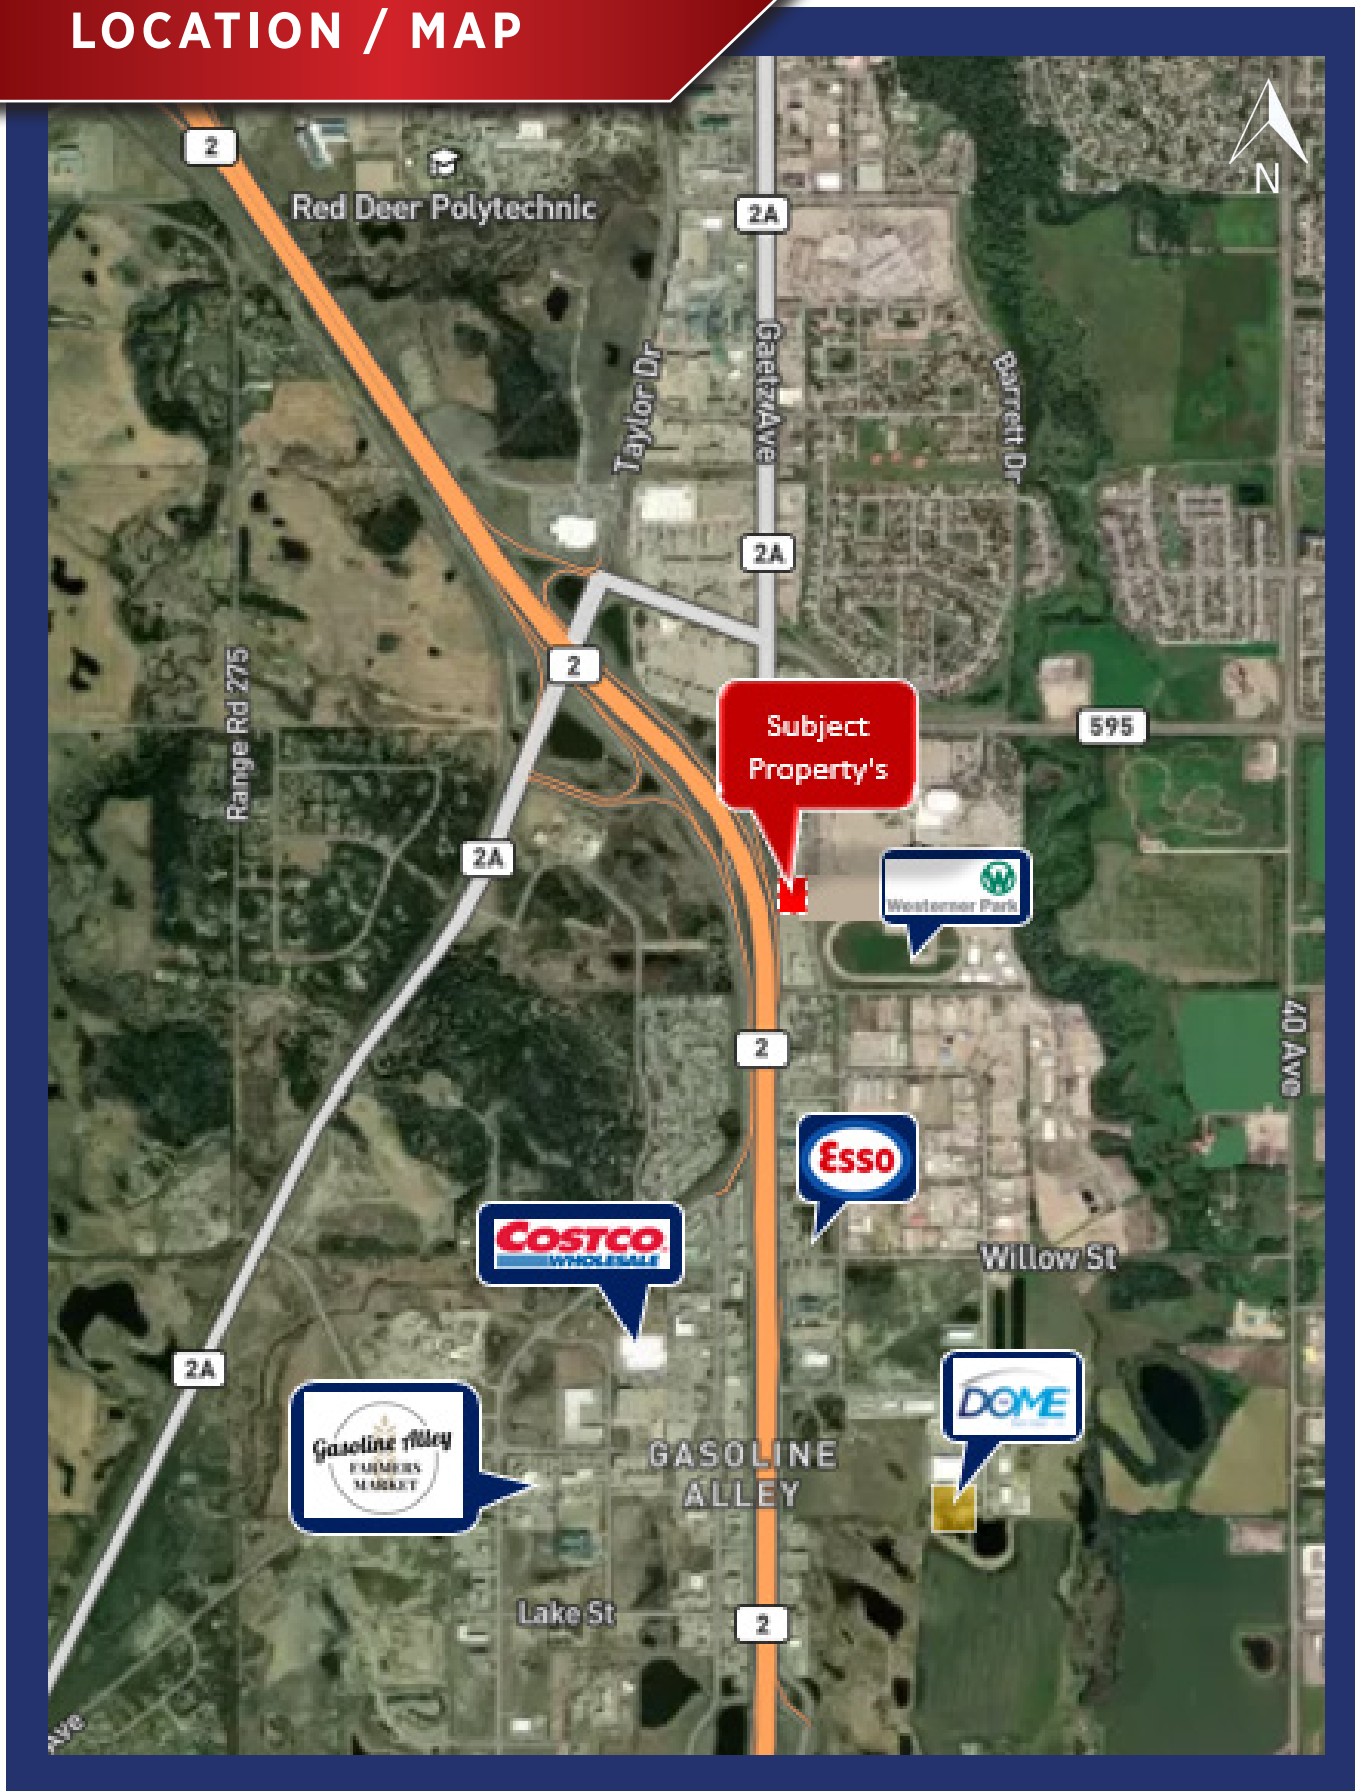 LOCATION / MAP
2
Red Deer Polytechnic
2A
N
Taylor Dr
Gaetz Ave
Barrett Dr
2A
2
Range Rd 275
Subject
Property's
595
2A
W
Westerner Park
2
40 Ave
Esso
COSTCO
WHOLESALE
Willow St
2A
DOME
Gasoline Alley
FARMERS
MARKET
GASOLINE
ALLEY
Lake St
2
Ave